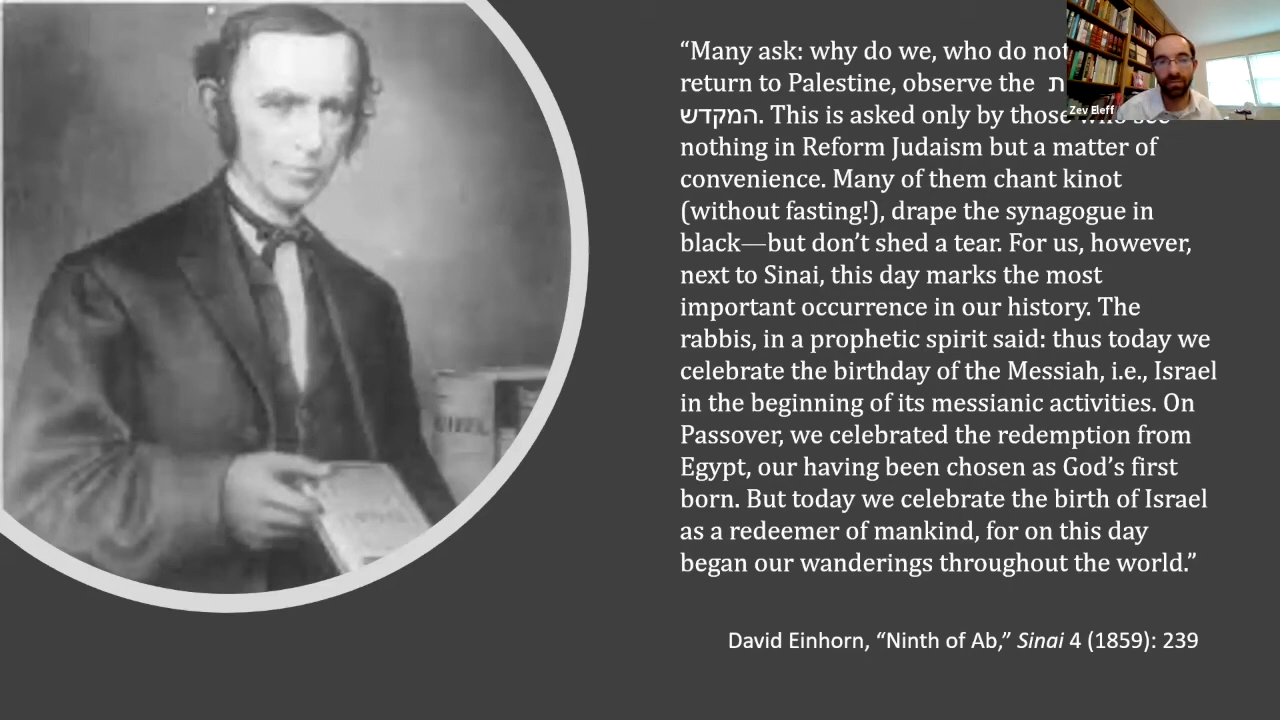 “Many ask: why do we, who do not
return to Palestine, observe the ת
המקדש. This is asked only by those who see
nothing in Reform Judaism but a matter of
convenience. Many of them chant kinot
(without fasting!), drape the synagogue in
black—but don’t shed a tear. For us, however,
next to Sinai, this day marks the most
important occurrence in our history. The
rabbis, in a prophetic spirit said: thus today we
celebrate the birthday of the Messiah, i.e., Israel
in the beginning of its messianic activities. On
Passover, we celebrated the redemption from
Egypt, our having been chosen as God’s first
born. But today we celebrate the birth of Israel
as a redeemer of mankind, for on this day
began our wanderings throughout the world.”
David Einhorn, “Ninth of Ab,” Sinai 4 (1859): 239
Zev Eleff